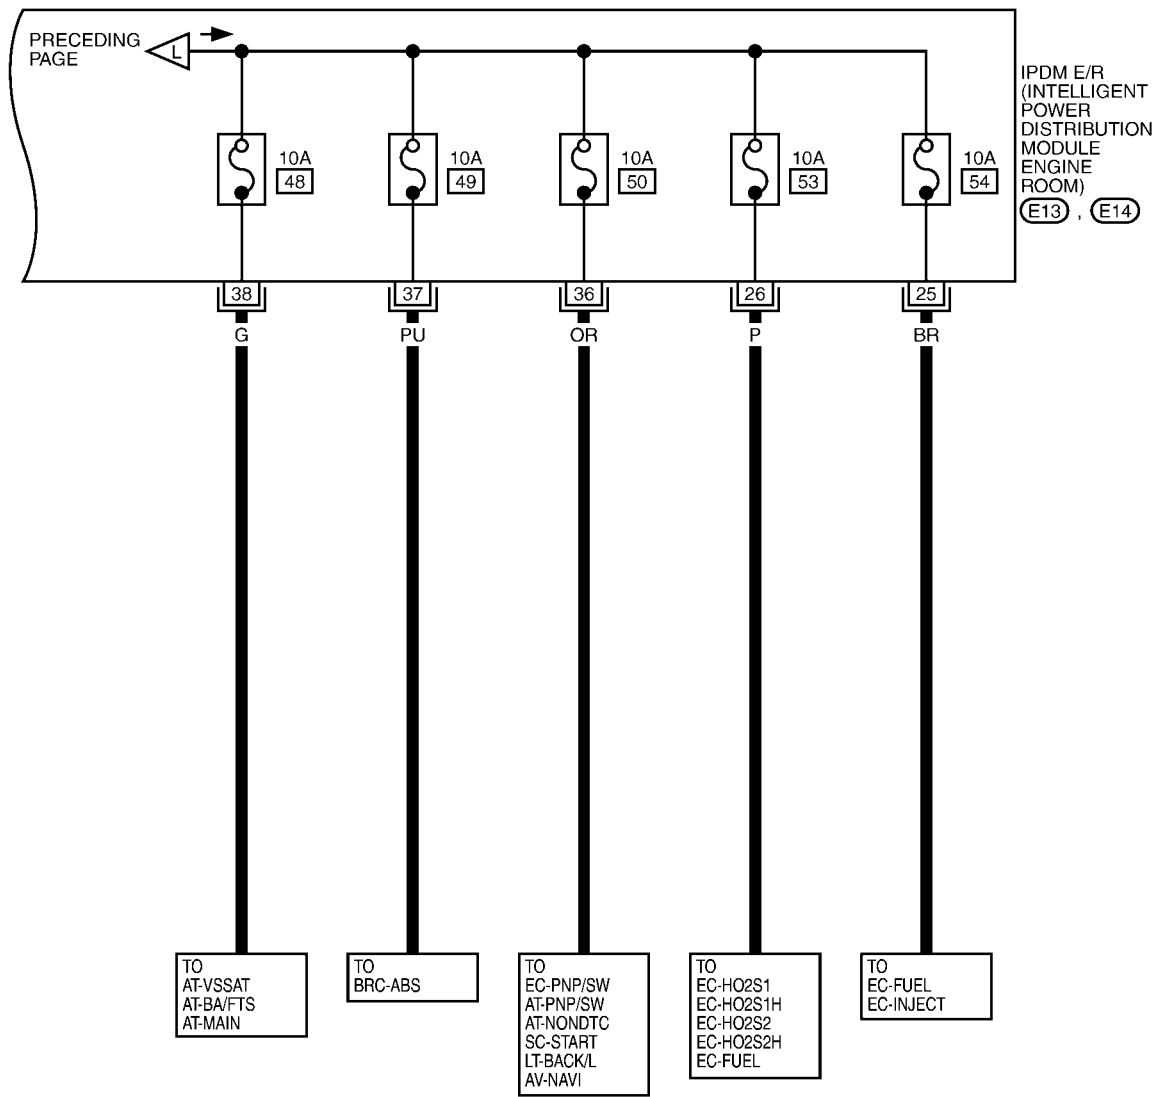 PRECEDING
PAGE
L
IPDM E/R
(INTELLIGENT
POWER
DISTRIBUTION
MODULE
ENGINE
ROOM)
E13 , E14
10A
48
10A
49
10A
50
10A
53
10A
54
38
37
36
26
25
G
PU
OR
P
BR
TO
AT-VSSAT
AT-BA/FTS
AT-MAIN
TO
BRC-ABS
TO
EC-PNP/SW
AT-PNP/SW
AT-NONDTC
SC-START
LT-BACK/L
AV-NAVI
TO
EC-HO2S1
EC-HO2S1H
EC-HO2S2
EC-HO2S2H
EC-FUEL
TO
EC-FUEL
EC-INJECT